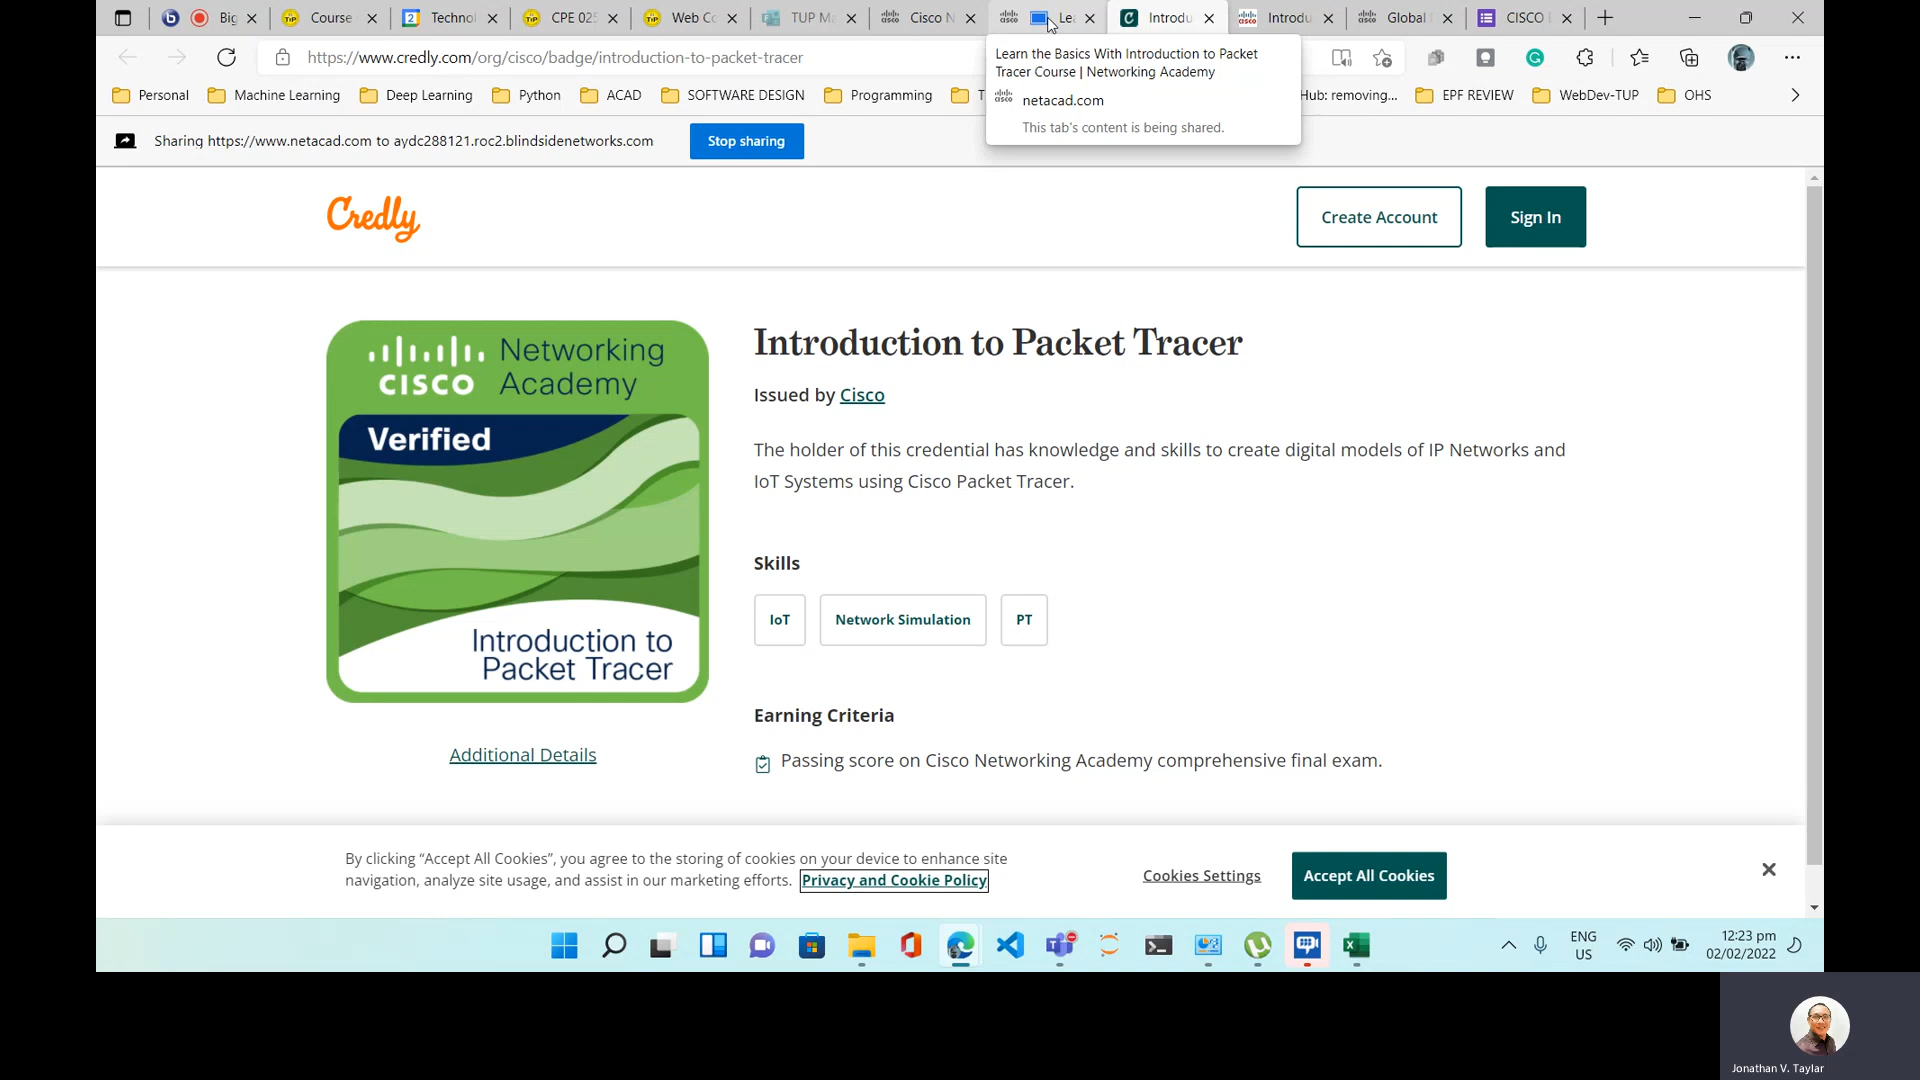 Big
Course
Techno
CPE 025
Web Co
TUP Ma
Cisco N
Le
Introdu
Introdu
Global
CISCO
https://www.credly.com/org/cisco/badge/introduction-to-packet-tracer
Learn the Basics With Introduction to Packet
Tracer Course | Networking Academy
netacad.com
This tab's content is being shared.
Personal
Machine Learning
Deep Learning
Python
ACAD
SOFTWARE DESIGN
Programming
T
Hub: removing...
EPF REVIEW
WebDev-TUP
OHS
Sharing https://www.netacad.com to aydc288121.roc2.blindsidenetworks.com
Stop sharing
Credly
Create Account
Sign In
cisco
Networking
Academy
Verified
Introduction to
Packet Tracer
Additional Details
Introduction to Packet Tracer
Issued by Cisco
The holder of this credential has knowledge and skills to create digital models of IP Networks and
IoT Systems using Cisco Packet Tracer.
Skills
IoT
Network Simulation
PT
Earning Criteria
Passing score on Cisco Networking Academy comprehensive final exam.
By clicking “Accept All Cookies”, you agree to the storing of cookies on your device to enhance site
navigation, analyze site usage, and assist in our marketing efforts. Privacy and Cookie Policy
Cookies Settings
Accept All Cookies
ENG
US
12:23 pm
02/02/2022
Jonathan V. Taylar